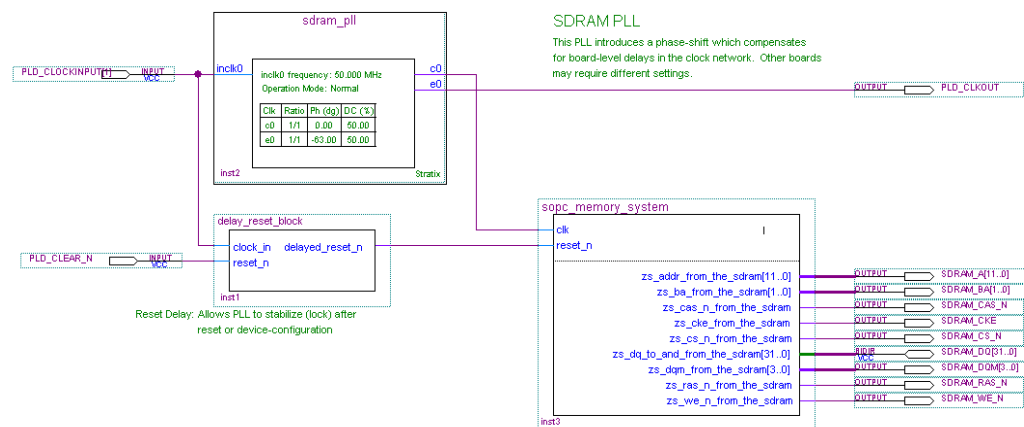 sdram_pll
SDRAM PLL
This PLL introduces a phase-shift which compensates
for board-level delays in the clock network. Other boards
may require different settings.
PLD_CLOCKINPUT[1]
INPUT
VCC
inclk0
inclk0 frequency: 50.000 MHz
Operation Mode: Normal
Clk Ratio Ph (dg) DC (%)
c0 1/1 0.00 50.00
e0 1/1 -63.00 50.00
c0
e0
OUTPUT PLD_CLKOUT
inst2
Stratix
delay_reset_block
clock_in delayed_reset_n
reset_n
inst1
PLD_CLEAR_N
INPUT
VCC
Reset Delay: Allows PLL to stabilize (lock) after
reset or device-configuration
sopc_memory_system
clk
I
reset_n
zs_addr_from_the_sdram[11..0] OUTPUT SDRAM_A[11..0]
zs_ba_from_the_sdram[1..0] OUTPUT SDRAM_BA[1..0]
zs_cas_n_from_the_sdram OUTPUT SDRAM_CAS_N
zs_cke_from_the_sdram OUTPUT SDRAM_CKE
zs_cs_n_from_the_sdram OUTPUT SDRAM_CS_N
zs_dq_to_and_from_the_sdram[31..0] BIDIR VCC SDRAM_DQ[31..0]
zs_dqm_from_the_sdram[3..0] OUTPUT SDRAM_DQM[3..0]
zs_ras_n_from_the_sdram OUTPUT SDRAM_RAS_N
zs_we_n_from_the_sdram OUTPUT SDRAM_WE_N
inst3